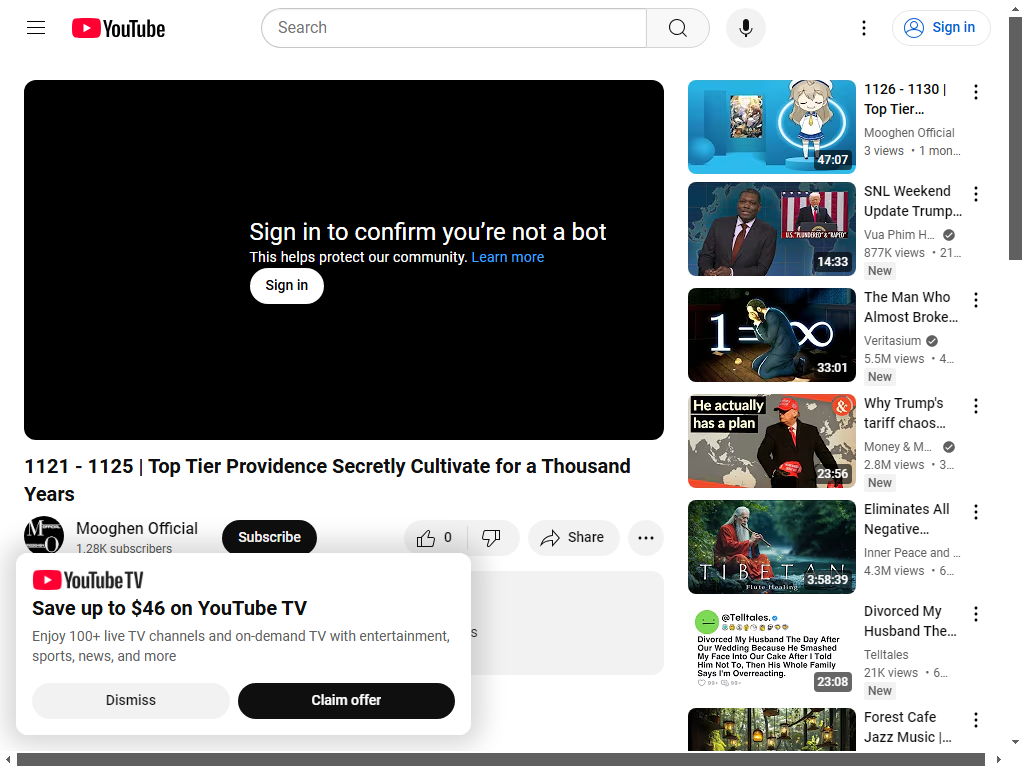 YouTube
Search
Sign in
Sign in to confirm you're not a bot
This helps protect our community. Learn more
Sign in
1121 - 1125 | Top Tier Providence Secretly Cultivate for a Thousand
Years
Mooghen Official
1.28K subscribers
Subscribe
0
Share
YouTube TV
Save up to $46 on YouTube TV
Enjoy 100+ live TV channels and on-demand TV with entertainment,
sports, news, and more
Dismiss
Claim offer
s
47:07
1126 - 1130 |
Top Tier…
Mooghen Official
3 views • 1 mon…
U.S. "PLUNDERED" & "RAPED"
14:33
SNL Weekend
Update Trump…
Vua Phim H…
877K views • 21…
New
1 = ∞
33:01
The Man Who
Almost Broke…
Veritasium
5.5M views • 4…
New
He actually
has a plan
&
23:56
Why Trump's
tariff chaos…
Money & M…
2.8M views • 3…
New
TIBETAN
Flute Healing
3:58:39
Eliminates All
Negative…
Inner Peace and …
4.3M views • 6…
@Telltales.
Divorced My Husband The Day After
Our Wedding Because He Smashed
My Face Into Our Cake After I Told
Him Not To, Then His Whole Family
Says I'm Overreacting.
99+ 99+
23:08
Divorced My
Husband The…
Telltales
21K views • 6…
New
Forest Cafe
Jazz Music |…